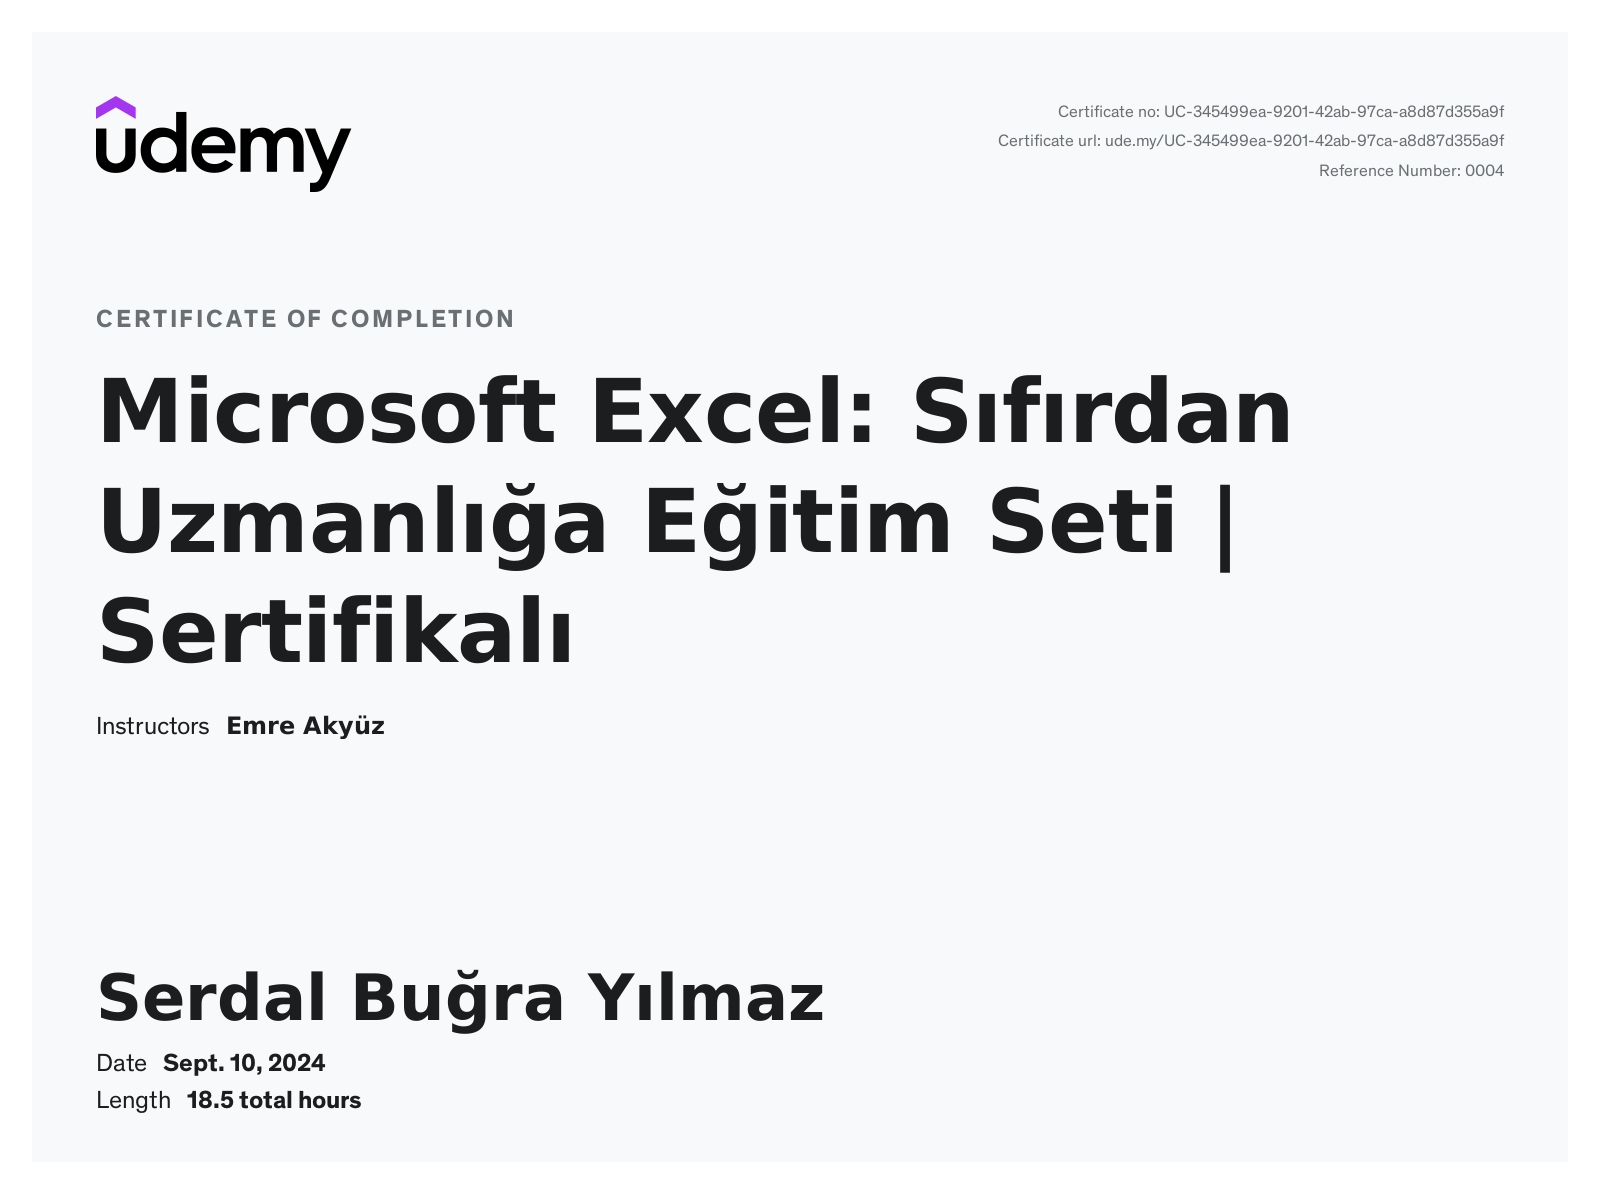 udemy
Certificate no: UC-345499ea-9201-42ab-97ca-a8d87d355a9f
Certificate url: ude.my/UC-345499ea-9201-42ab-97ca-a8d87d355a9f
Reference Number: 0004
CERTIFICATE OF COMPLETION
Microsoft Excel: Sıfırdan
Uzmanlığa Eğitim Seti |
Sertifikalı
Instructors Emre Akyüz
Serdal Buğra Yılmaz
Date Sept. 10, 2024
Length 18.5 total hours